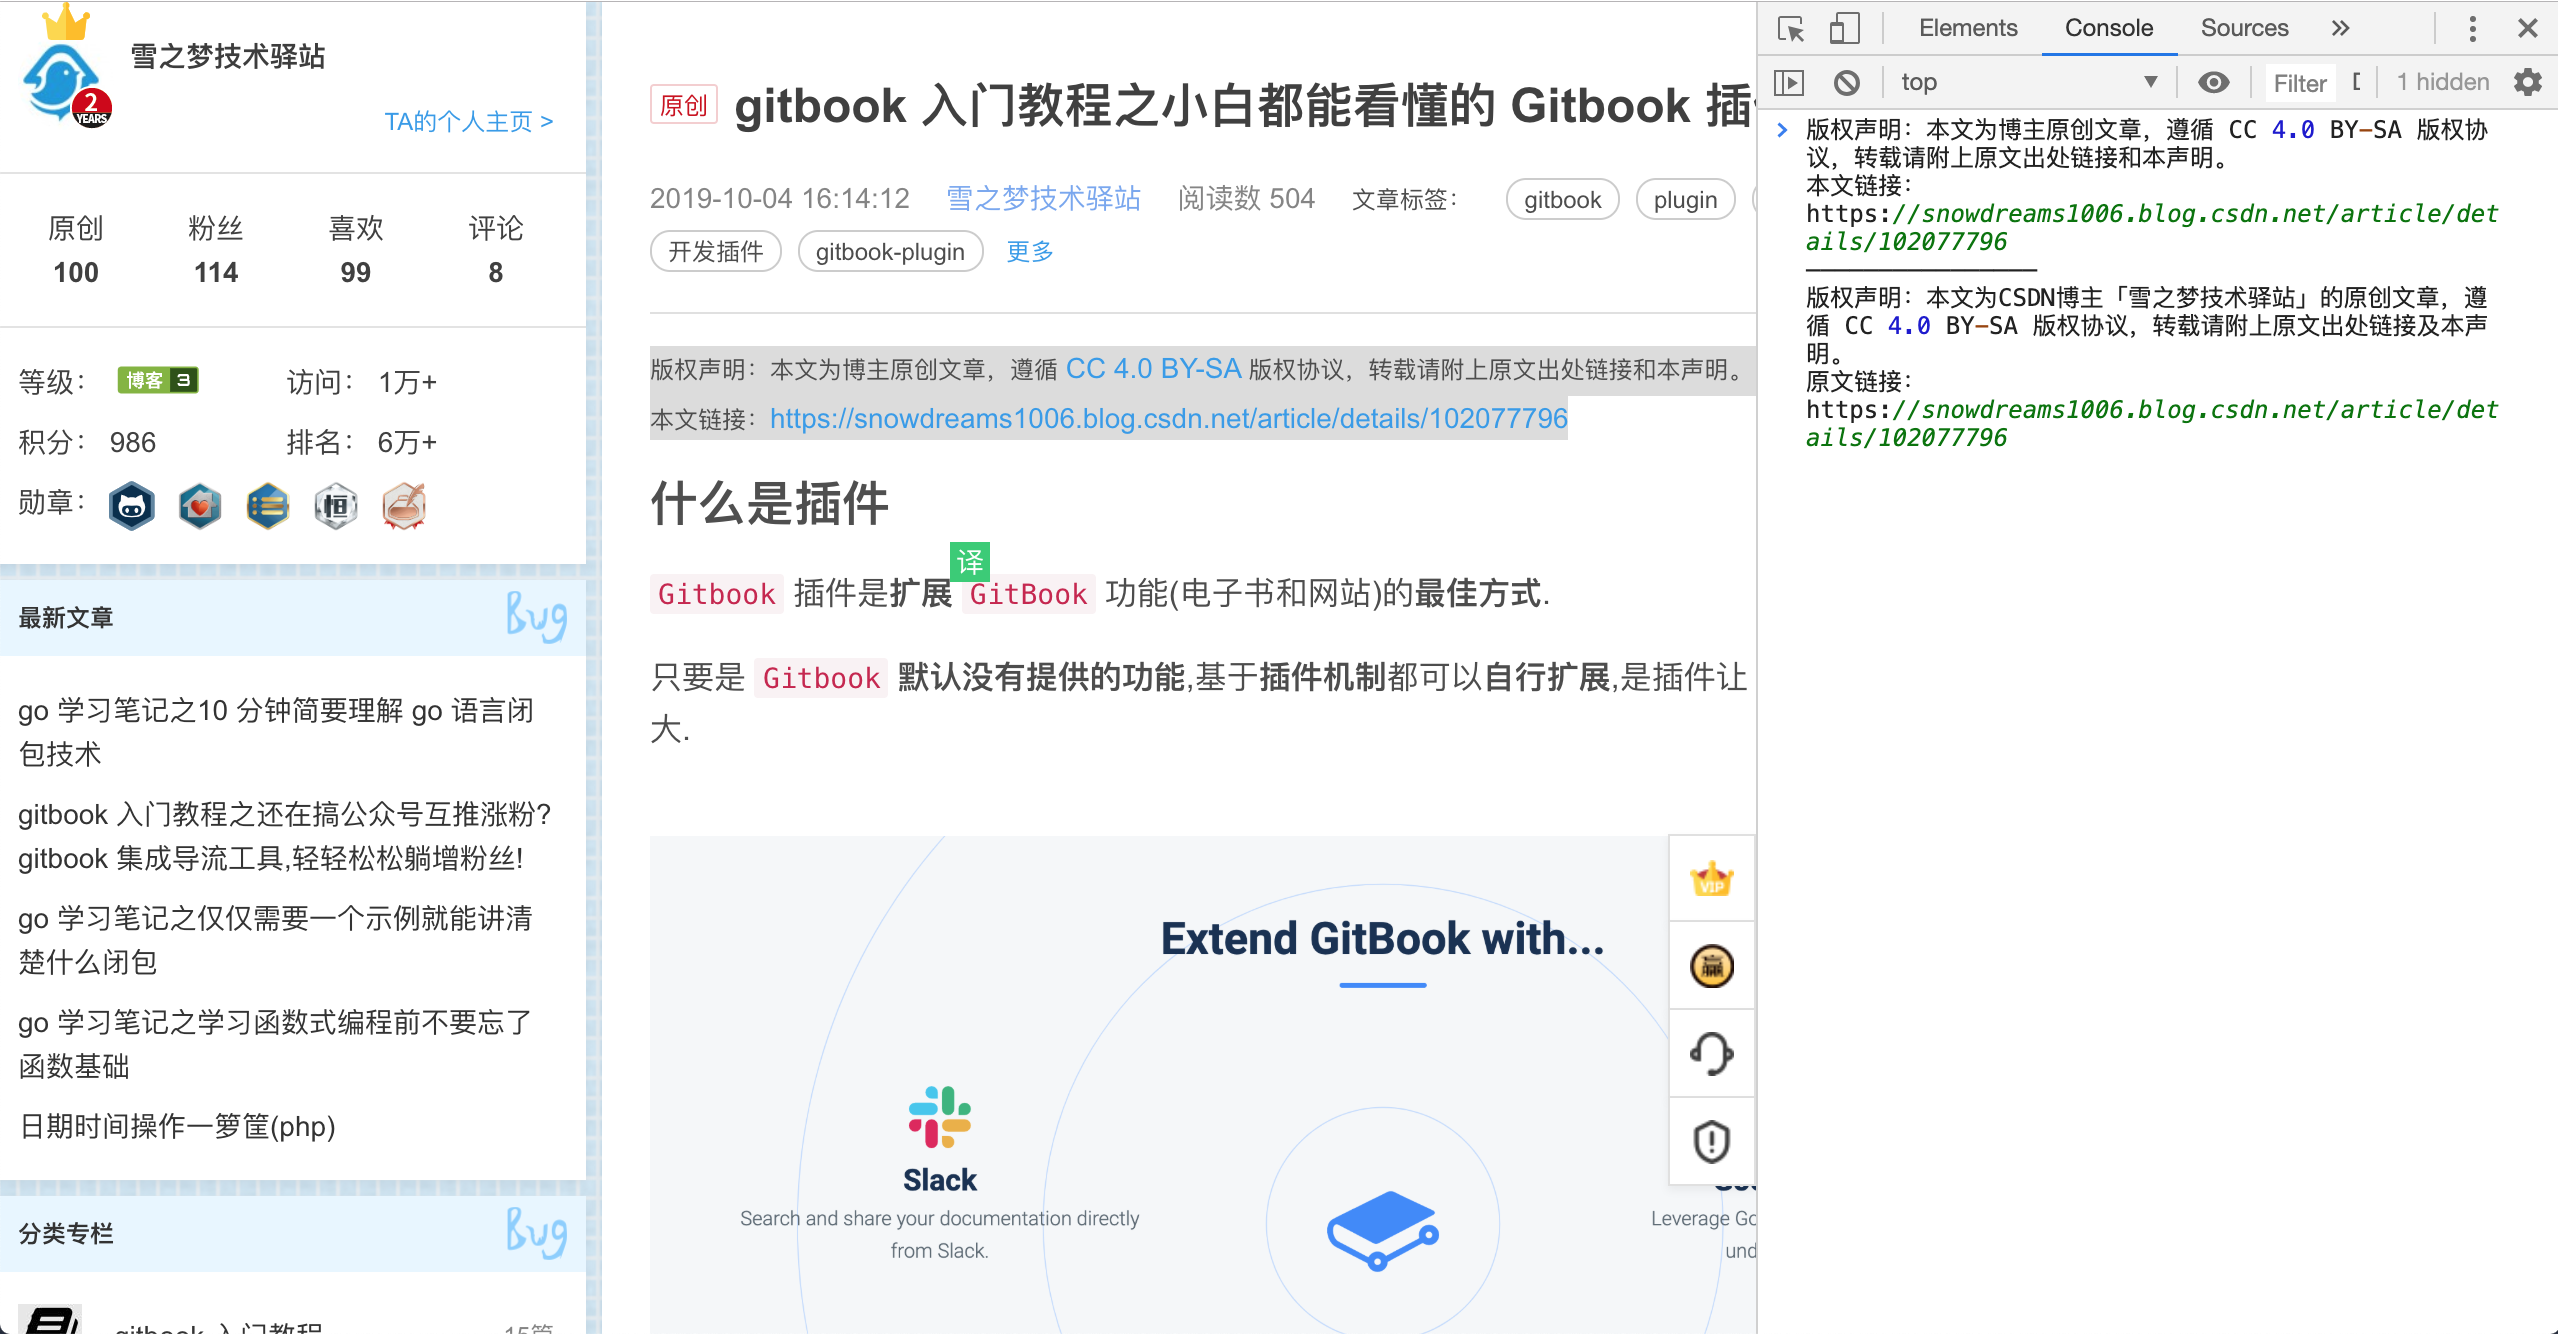 雪之梦技术驿站
2
YEARS
TA的个人主页 >
原创 粉丝 喜欢 评论
100 114 99 8
等级： 博客 3 访问： 1万+
积分： 986 排名： 6万+
勋章： 恒
最新文章 Bug
go 学习笔记之10 分钟简要理解 go 语言闭
包技术
gitbook 入门教程之还在搞公众号互推涨粉?
gitbook 集成导流工具,轻轻松松躺增粉丝!
go 学习笔记之仅仅需要一个示例就能讲清
楚什么闭包
go 学习笔记之学习函数式编程前不要忘了
函数基础
日期时间操作一箩筐(php)
分类专栏 Bug
gitbook 入门教程 15篇
原创 gitbook 入门教程之小白都能看懂的 Gitbook 插
2019-10-04 16:14:12 雪之梦技术驿站 阅读数 504 文章标签： gitbook plugin
开发插件 gitbook-plugin 更多
版权声明：本文为博主原创文章，遵循 CC 4.0 BY-SA 版权协议，转载请附上原文出处链接和本声明。
本文链接：https://snowdreams1006.blog.csdn.net/article/details/102077796
什么是插件
译
Gitbook 插件是扩展 GitBook 功能(电子书和网站)的最佳方式.
只要是 Gitbook 默认没有提供的功能,基于插件机制都可以自行扩展,是插件让
大.
Extend GitBook with...
Slack
Search and share your documentation directly
from Slack.
Leverage Go
und
VIP
赢
Elements Console Sources »
top Filter 1 hidden
版权声明：本文为博主原创文章，遵循 CC 4.0 BY-SA 版权协
议，转载请附上原文出处链接和本声明。
本文链接：
https://snowdreams1006.blog.csdn.net/article/det
ails/102077796
————————————————
版权声明：本文为CSDN博主「雪之梦技术驿站」的原创文章，遵
循 CC 4.0 BY-SA 版权协议，转载请附上原文出处链接及本声
明。
原文链接：
https://snowdreams1006.blog.csdn.net/article/det
ails/102077796